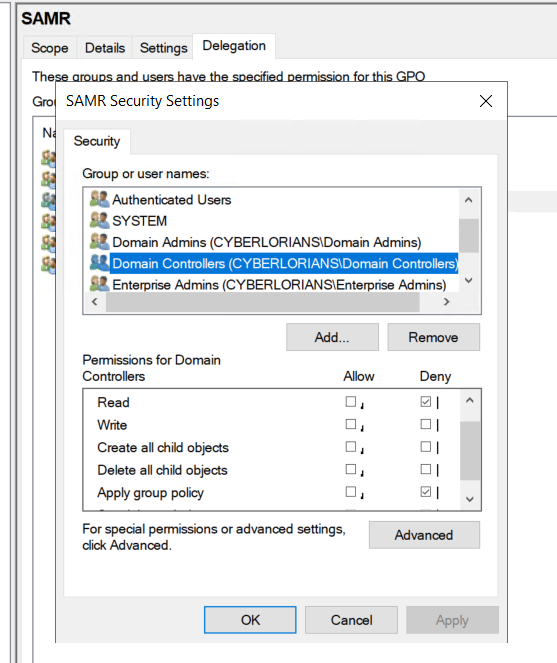 SAMR
Scope Details Settings Delegation
These groups and users have the specified permission for this GPO
Grou
SAMR Security Settings
Na
Security
Group or user names:
Authenticated Users
SYSTEM
Domain Admins (CYBERLORIANS\Domain Admins)
Domain Controllers (CYBERLORIANS\Domain Controllers)
Enterprise Admins (CYBERLORIANS\Enterprise Admins)
Add... Remove
Permissions for Domain
Controllers Allow Deny
Read
Write
Create all child objects
Delete all child objects
Apply group policy
For special permissions or advanced settings,
click Advanced.
Advanced
OK Cancel Apply